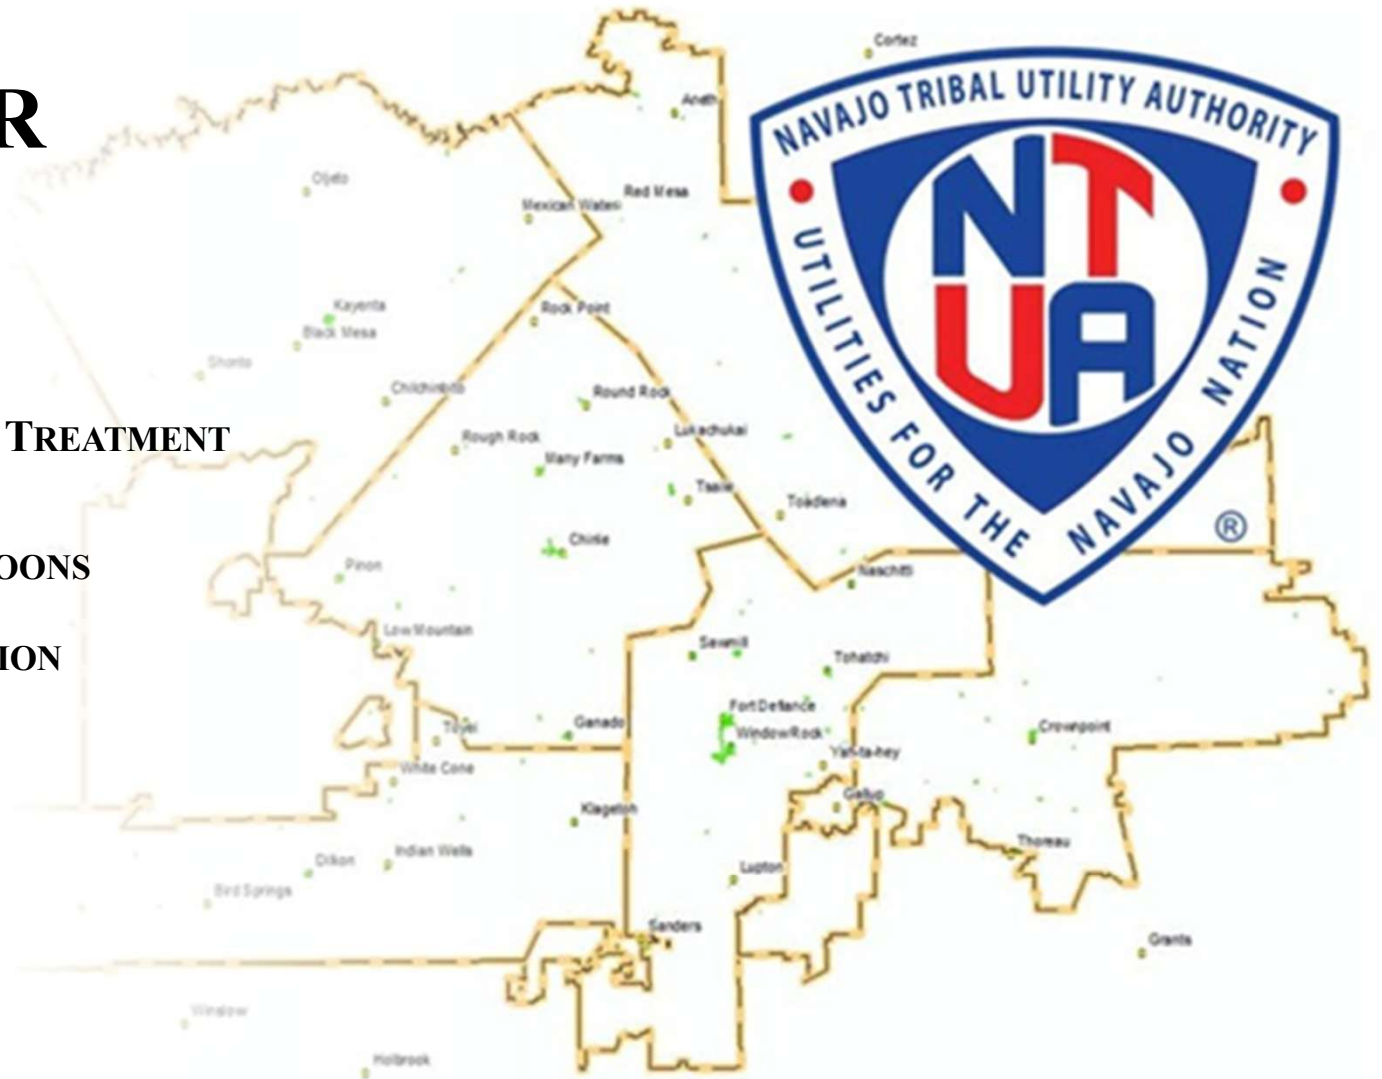 R
TREATMENT
OONS
ION
NAVAJO TRIBAL UTILITY AUTHORITY
NT
UA
UTILITIES FOR THE NAVAJO NATION
®
Cortez
Aneth
Oljeto
Red Mesa
Mexican Water
Kayenta
Rock Point
Black Mesa
Shonto
Chilchinbito
Round Rock
Lukachukai
Rough Rock
Many Farms
Tsaile
Toadlena
Chinle
Pinon
Naschitti
Low Mountain
Sawmill
Tohatchi
Fort Defiance
Ganado
Toyei
Window Rock
Crownpoint
Yah-ta-hey
White Cone
Gallup
Klagetoh
Thoreau
Indian Wells
Dilkon
Lupton
Bird Springs
Sanders
Grants
Winslow
Holbrook